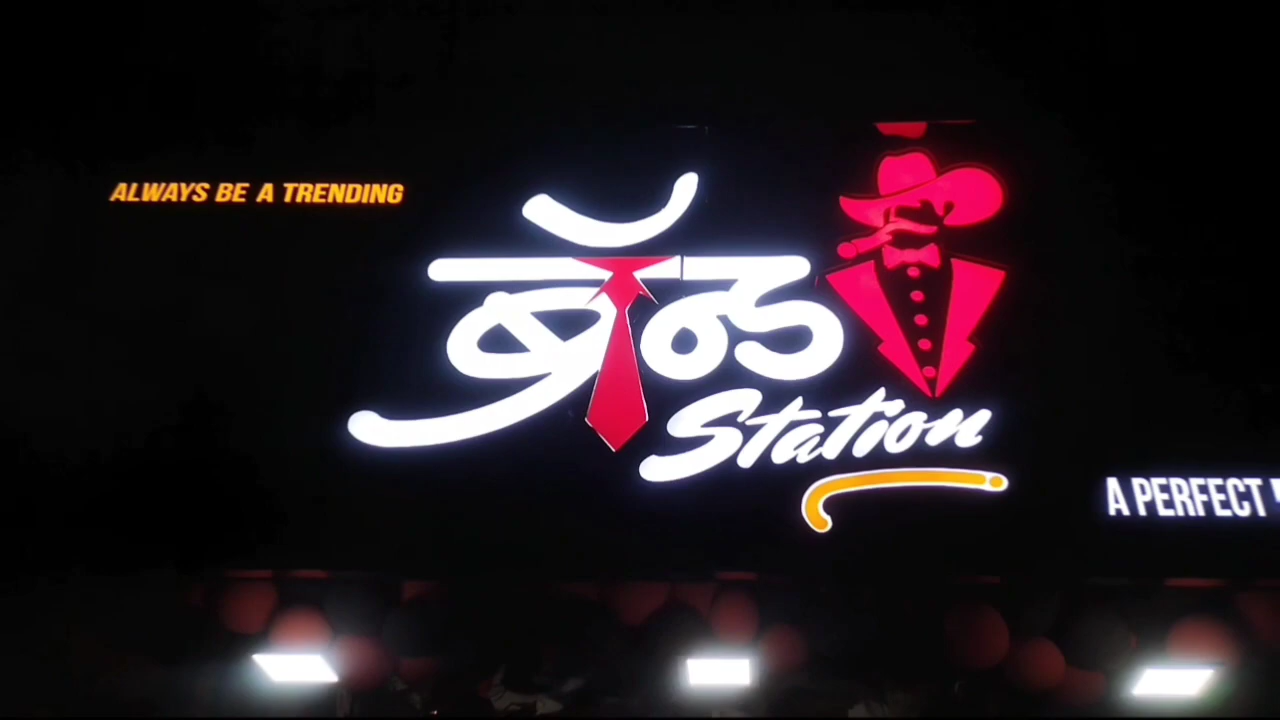 ALWAYS BE A TRENDING
ब्रॅन्ड
Station
A PERFECT